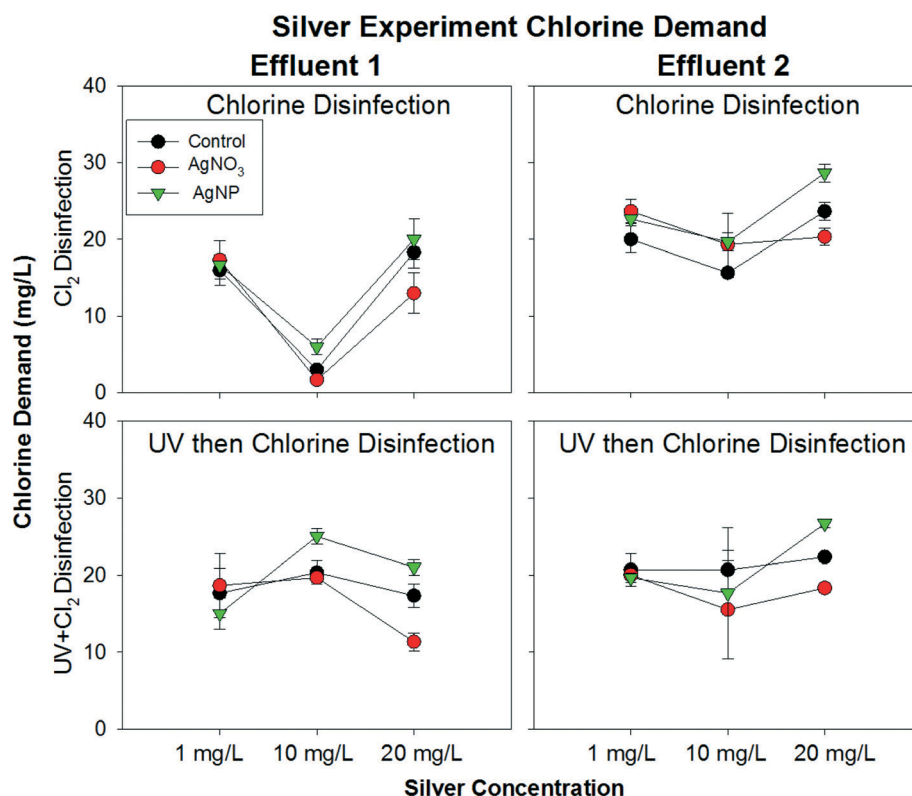 Silver Experiment Chlorine Demand
Effluent 1
Effluent 2
Chlorine Disinfection
Chlorine Disinfection
Control
AgNO₃
AgNP
40
30
20
10
0
Cl₂ Disinfection
UV then Chlorine Disinfection
UV then Chlorine Disinfection
40
30
20
10
0
UV+Cl₂ Disinfection
Chlorine Demand (mg/L)
1 mg/L 10 mg/L 20 mg/L
1 mg/L 10 mg/L 20 mg/L
Silver Concentration